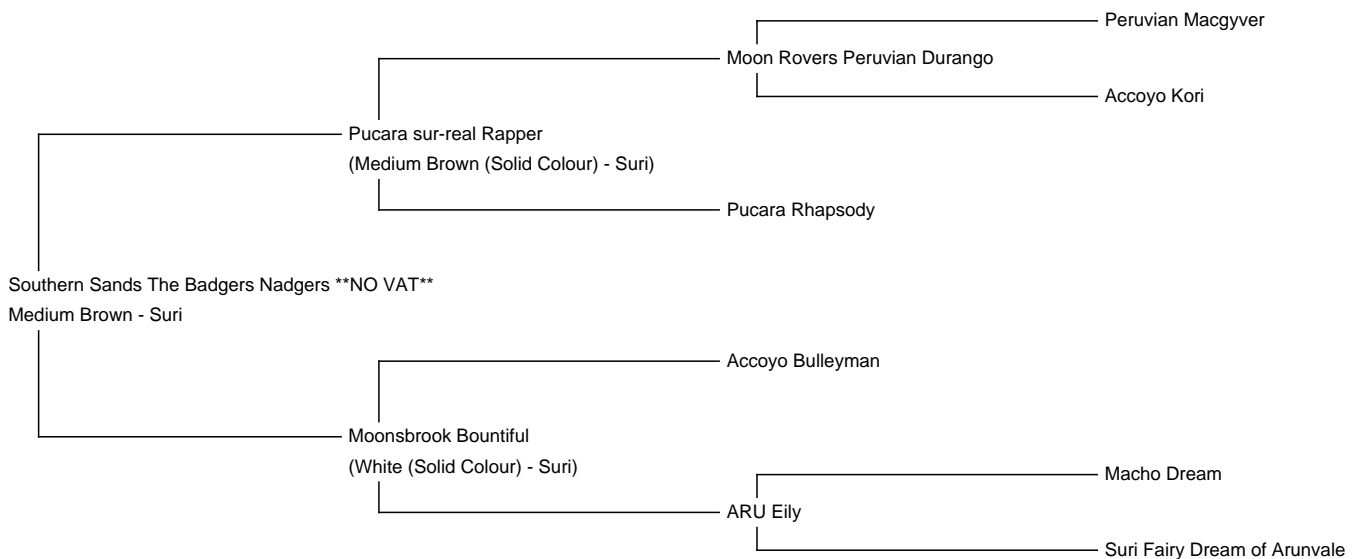 Peruvian Macgyver
Moon Rovers Peruvian Durango
Accoyo Kori
Pucara sur-real Rapper
(Medium Brown (Solid Colour) - Suri)
Pucara Rhapsody
Southern Sands The Badgers Nadgers **NO VAT**
Medium Brown - Suri
Accoyo Bulleyman
Moonsbrook Bountiful
(White (Solid Colour) - Suri)
Macho Dream
ARU Eily
Suri Fairy Dream of Arunvale